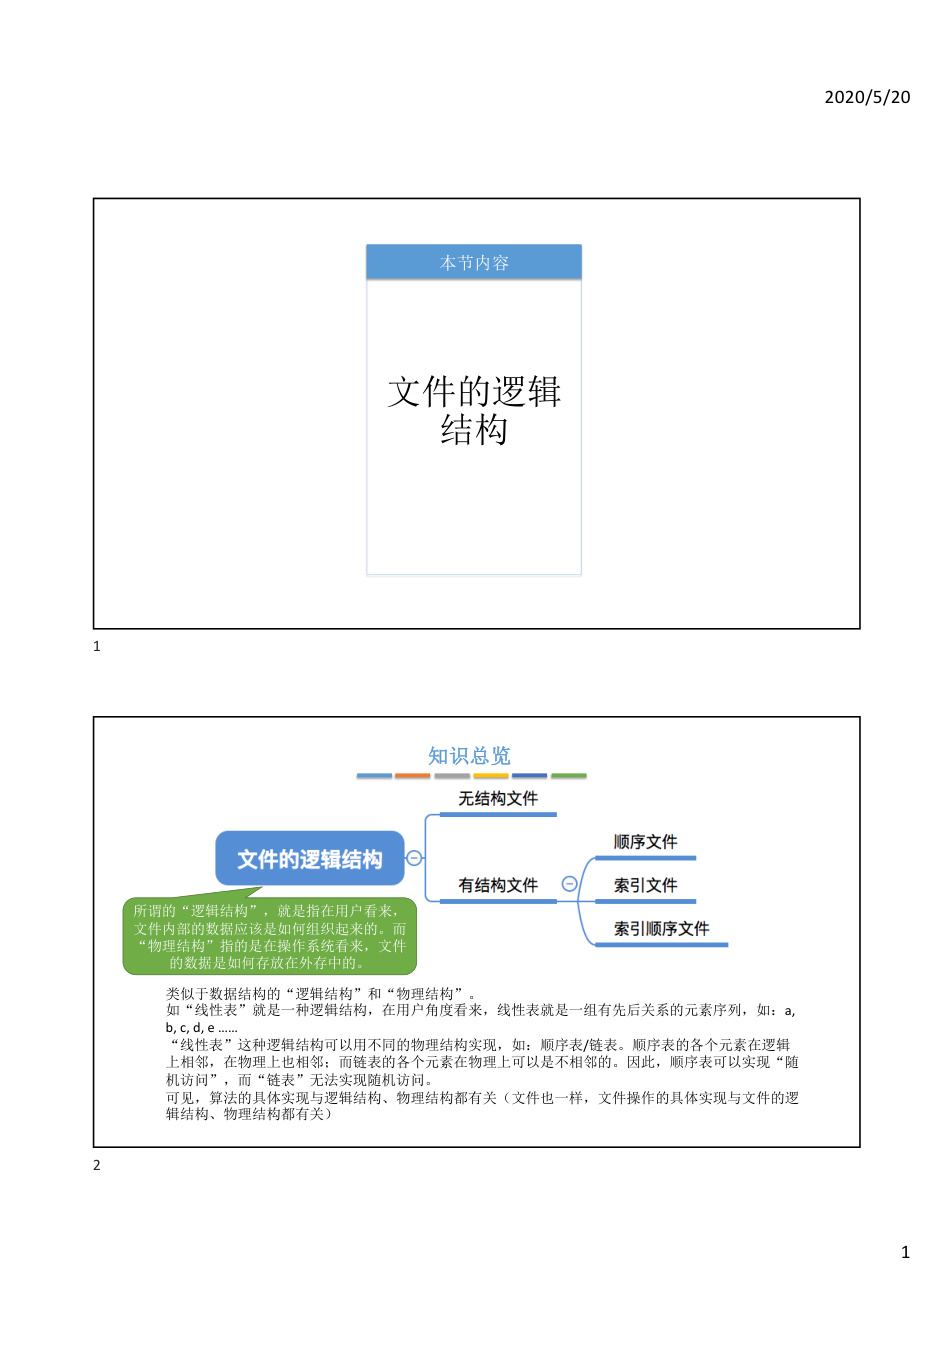 2020/5/20
本节内容
文件的逻辑
结构
1
知识总览
无结构文件
文件的逻辑结构
顺序文件
有结构文件
索引文件
索引顺序文件
所谓的“逻辑结构”，就是指在用户看来，
文件内部的数据应该是如何组织起来的。而
“物理结构”指的是在操作系统看来，文件
的数据是如何存放在外存中的。
类似于数据结构的“逻辑结构”和“物理结构”。
如“线性表”就是一种逻辑结构，在用户角度看来，线性表就是一组有先后关系的元素序列，如：a,
b, c, d, e ……
“线性表”这种逻辑结构可以用不同的物理结构实现，如：顺序表/链表。顺序表的各个元素在逻辑
上相邻，在物理上也相邻；而链表的各个元素在物理上可以是不相邻的。因此，顺序表可以实现“随
机访问”，而“链表”无法实现随机访问。
可见，算法的具体实现与逻辑结构、物理结构都有关（文件也一样，文件操作的具体实现与文件的逻
辑结构、物理结构都有关）
2
1